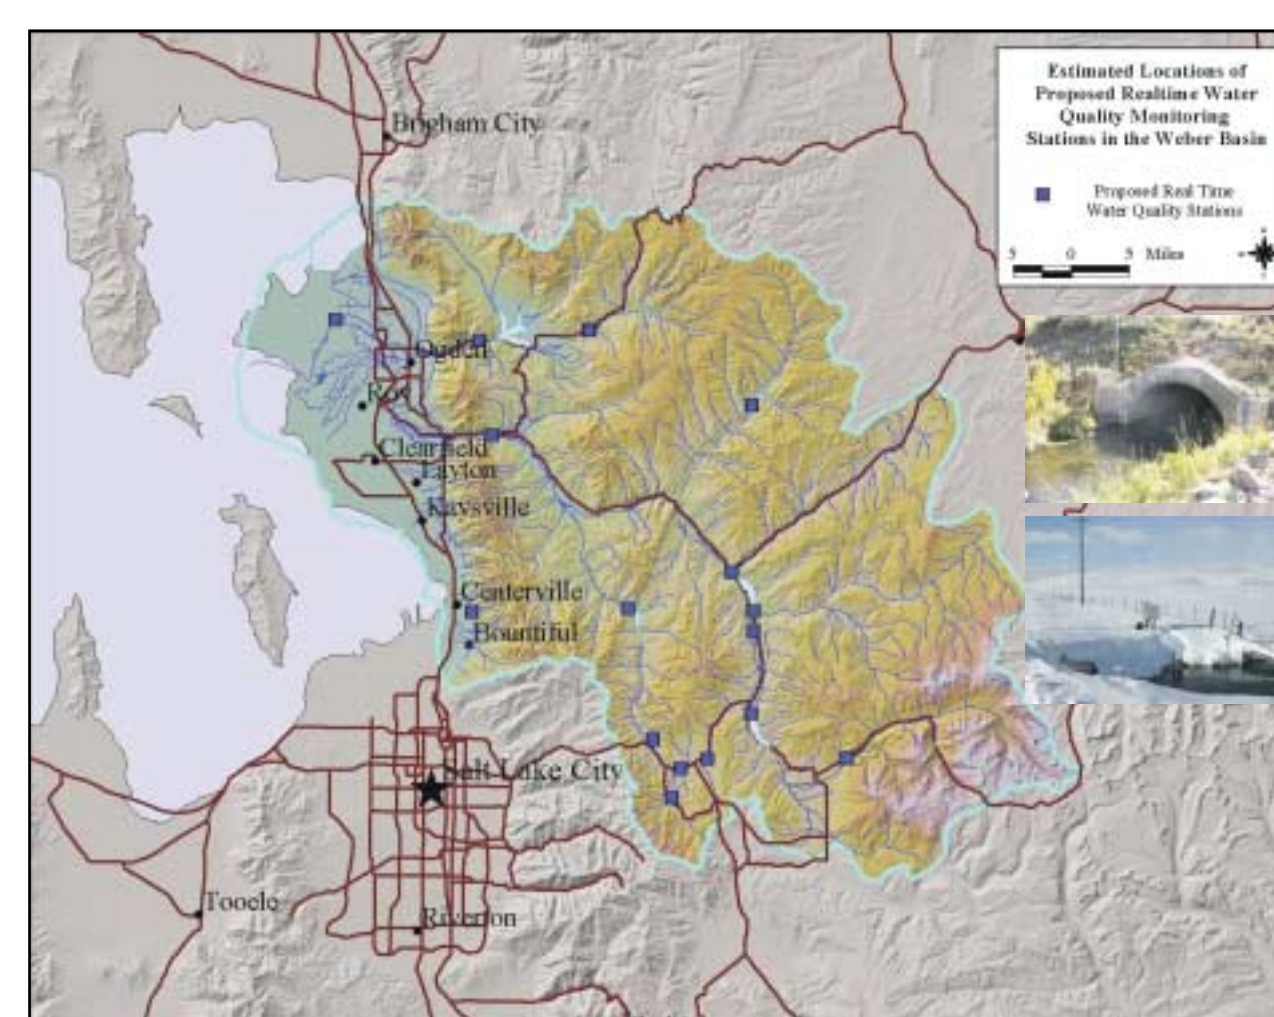 Estimated Locations of
Proposed Realtime Water
Quality Monitoring
Stations in the Weber Basin
Proposed Real Time
Water Quality Stations
5 0 5 Miles
Brigham City
Ogden
Roy
Clearfield
Layton
Kaysville
Centerville
Bountiful
Salt Lake City
Tooele
Riverton